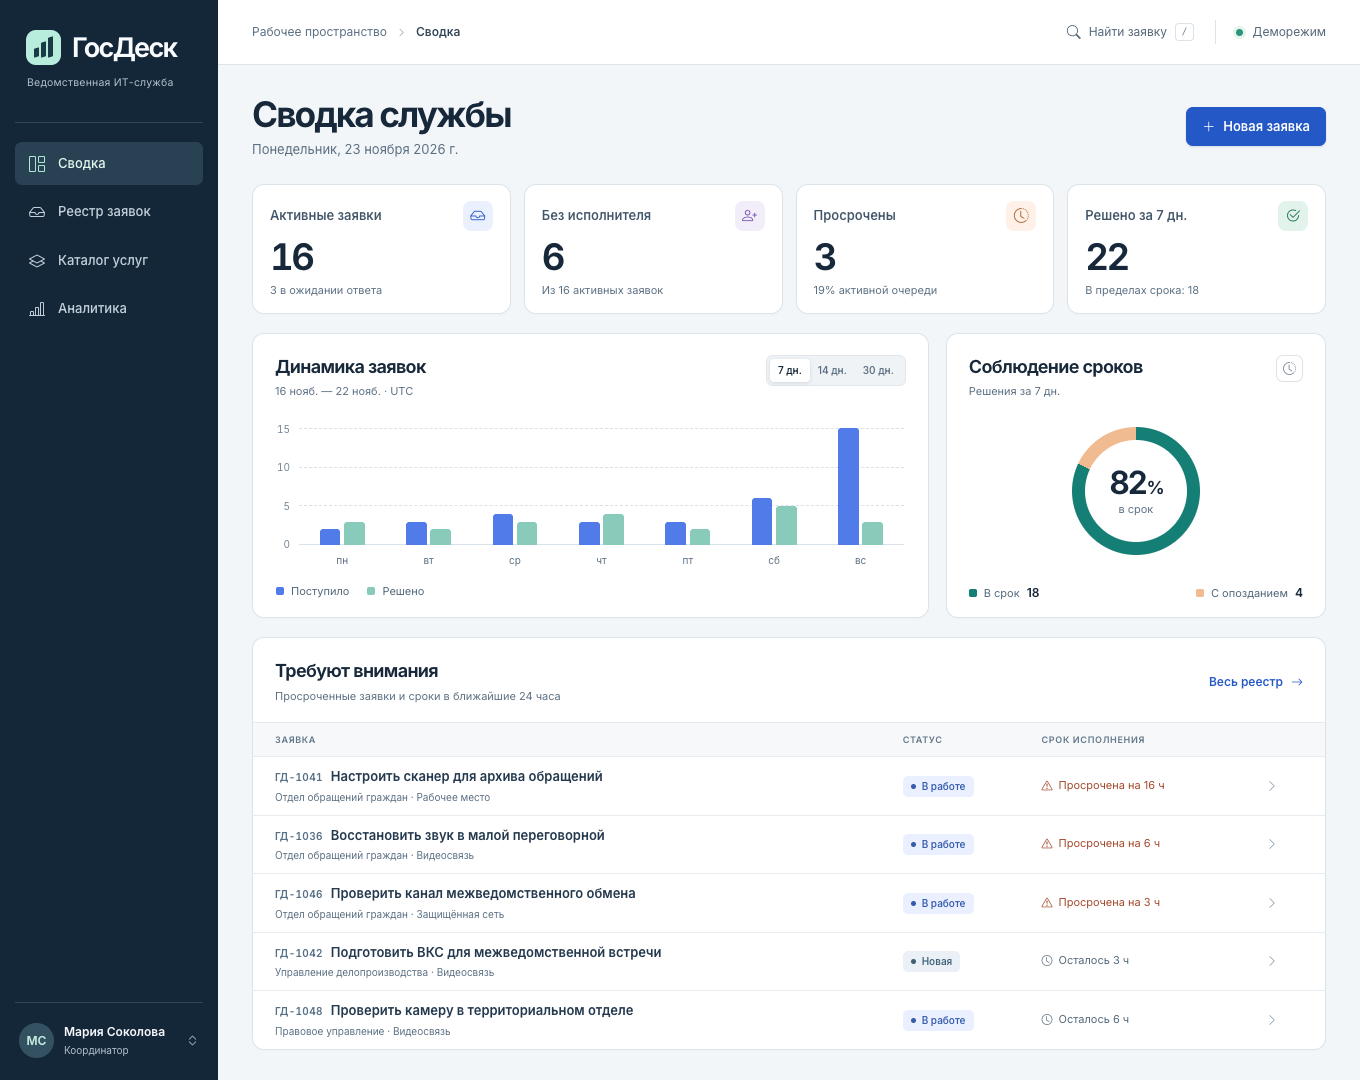 ГосДеск
Ведомственная ИТ-служба
Сводка
Реестр заявок
Каталог услуг
Аналитика
МС
Мария Соколова
Координатор
Рабочее пространство
Сводка
Найти заявку /
Деморежим
Сводка службы
Понедельник, 23 ноября 2026 г.
Новая заявка
Активные заявки
16
3 в ожидании ответа
Без исполнителя
6
Из 16 активных заявок
Просрочены
3
19% активной очереди
Решено за 7 дн.
22
В пределах срока: 18
Динамика заявок
16 нояб. — 22 нояб. · UTC
7 дн. 14 дн. 30 дн.
15
10
5
0
пн вт ср чт пт сб вс
Поступило Решено
Соблюдение сроков
Решения за 7 дн.
82%
в срок
В срок 18
С опозданием 4
Требуют внимания
Просроченные заявки и сроки в ближайшие 24 часа
Весь реестр
ЗАЯВКА СТАТУС СРОК ИСПОЛНЕНИЯ
ГД-1041 Настроить сканер для архива обращений
Отдел обращений граждан · Рабочее место
В работе
Просрочена на 16 ч
ГД-1036 Восстановить звук в малой переговорной
Отдел обращений граждан · Видеосвязь
В работе
Просрочена на 6 ч
ГД-1046 Проверить канал межведомственного обмена
Отдел обращений граждан · Защищённая сеть
В работе
Просрочена на 3 ч
ГД-1042 Подготовить ВКС для межведомственной встречи
Управление делопроизводства · Видеосвязь
Новая
Осталось 3 ч
ГД-1048 Проверить камеру в территориальном отделе
Правовое управление · Видеосвязь
В работе
Осталось 6 ч